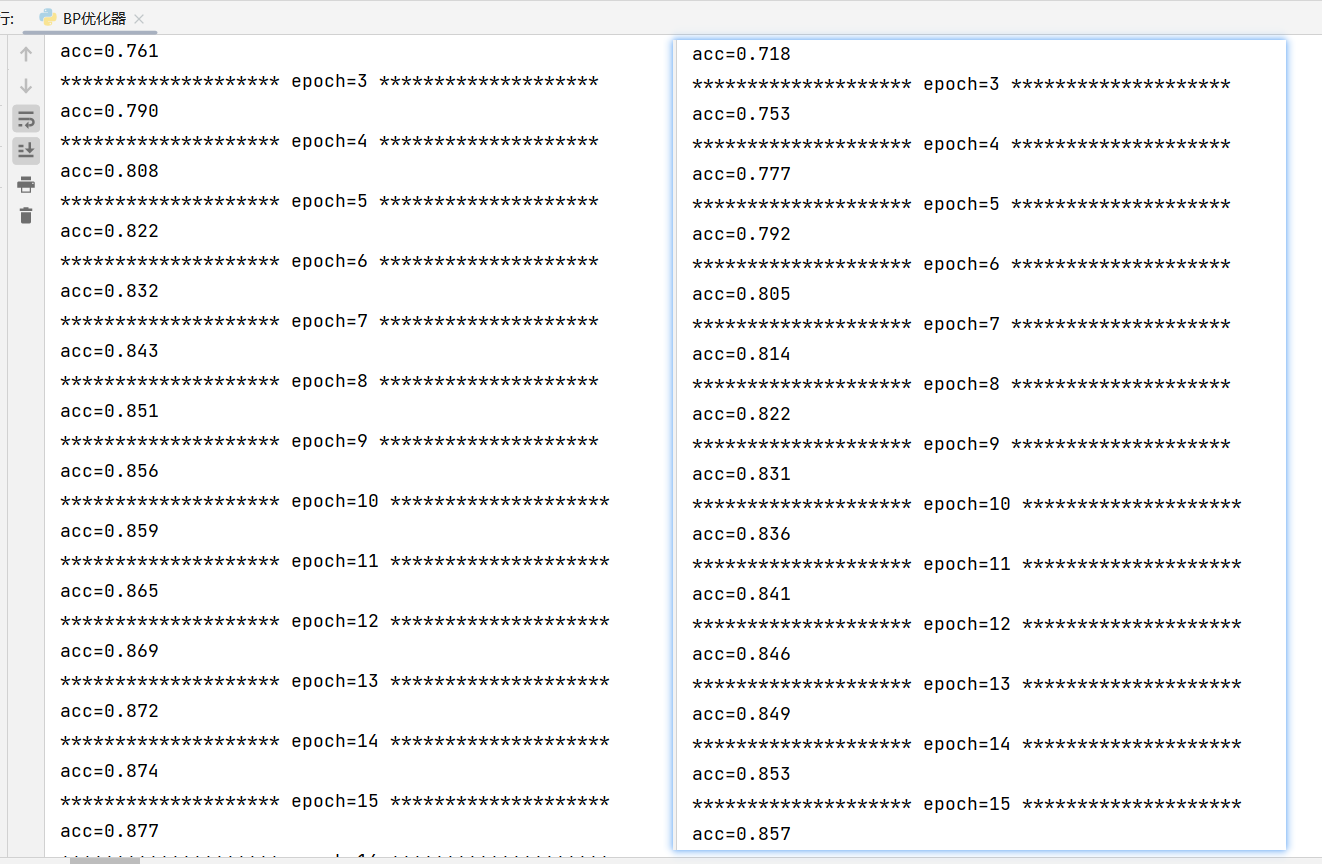 行:
BP优化器
acc=0.761
******************** epoch=3 ********************
acc=0.790
******************** epoch=4 ********************
acc=0.808
******************** epoch=5 ********************
acc=0.822
******************** epoch=6 ********************
acc=0.832
******************** epoch=7 ********************
acc=0.843
******************** epoch=8 ********************
acc=0.851
******************** epoch=9 ********************
acc=0.856
******************** epoch=10 ********************
acc=0.859
******************** epoch=11 ********************
acc=0.865
******************** epoch=12 ********************
acc=0.869
******************** epoch=13 ********************
acc=0.872
******************** epoch=14 ********************
acc=0.874
******************** epoch=15 ********************
acc=0.877
acc=0.718
******************** epoch=3 ********************
acc=0.753
******************** epoch=4 ********************
acc=0.777
******************** epoch=5 ********************
acc=0.792
******************** epoch=6 ********************
acc=0.805
******************** epoch=7 ********************
acc=0.814
******************** epoch=8 ********************
acc=0.822
******************** epoch=9 ********************
acc=0.831
******************** epoch=10 ********************
acc=0.836
******************** epoch=11 ********************
acc=0.841
******************** epoch=12 ********************
acc=0.846
******************** epoch=13 ********************
acc=0.849
******************** epoch=14 ********************
acc=0.853
******************** epoch=15 ********************
acc=0.857